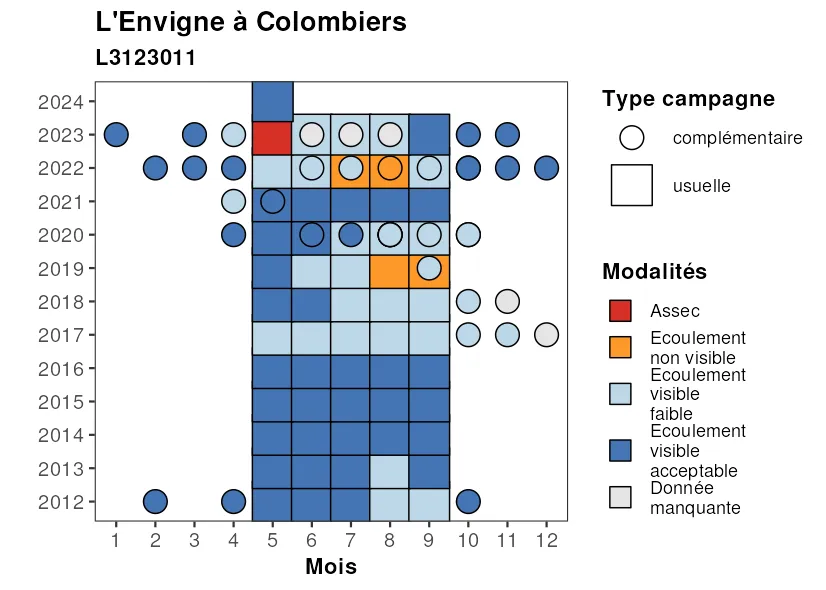 L'Envigne à Colombiers
L3123011
2024
2023
2022
2021
2020
2019
2018
2017
2016
2015
2014
2013
2012
1 2 3 4 5 6 7 8 9 10 11 12
Mois
Type campagne
complémentaire
usuelle
Modalités
Assec
Ecoulement
non visible
Ecoulement
visible
faible
Ecoulement
visible
acceptable
Donnée
manquante